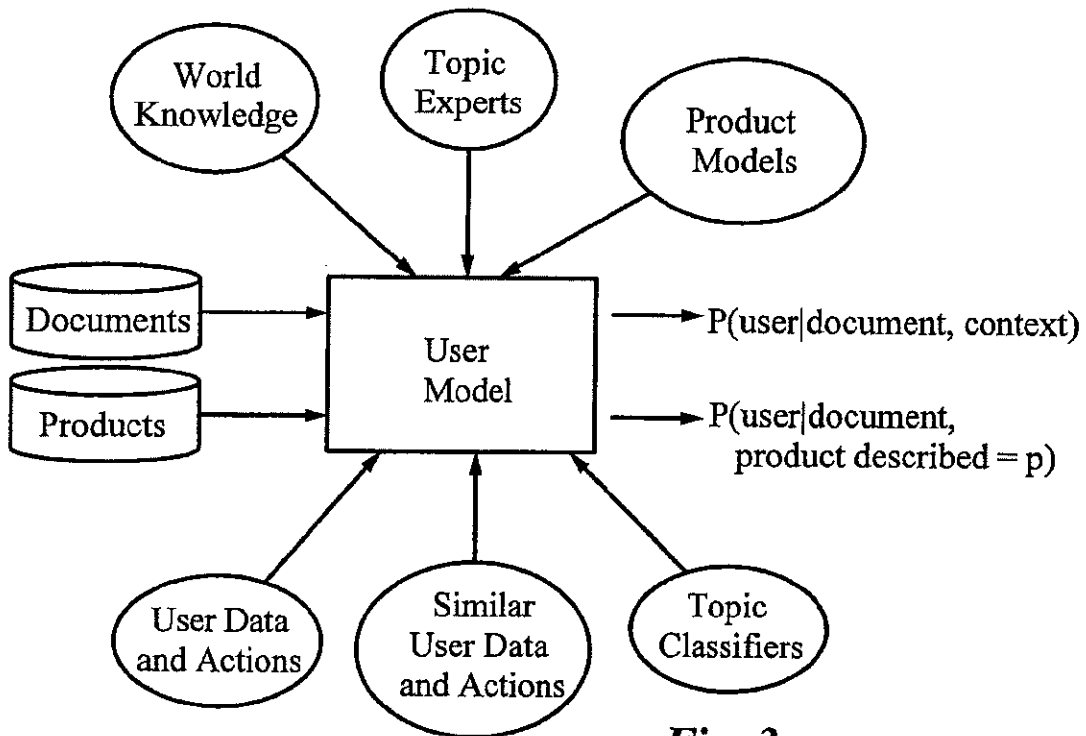 World
Knowledge
Topic
Experts
Product
Models
Documents
Products
User
Model
P(user|document, context)
P(user|document,
product described = p)
User Data
and Actions
Similar
User Data
and Actions
Topic
Classifiers